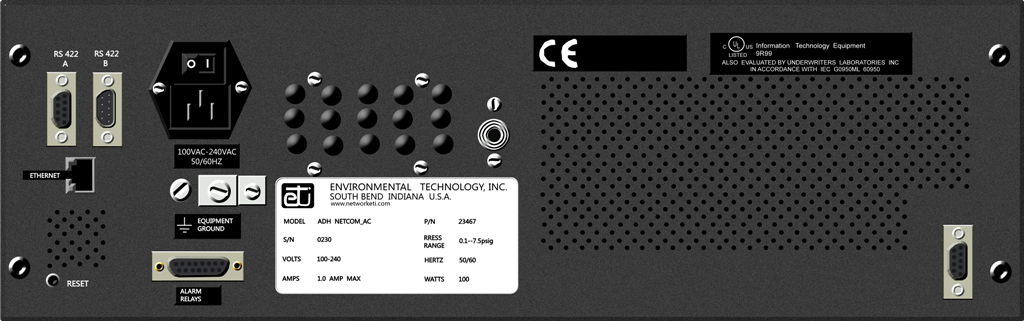 RS 422 RS 422
A B
O I
100VAC-240VAC
50/60HZ
ETHERNET
EQUIPMENT
GROUND
RESET
ALARM
RELAYS
CE
C UL US Information Technology Equipment
LISTED 9R99
ALSO EVALUATED BY UNDERWRITERS LABORATORIES INC
IN ACCORDANCE WITH IEC G0950ML 60950
eti ENVIRONMENTAL TECHNOLOGY, INC.
SOUTH BEND INDIANA U.S.A.
www.networketi.com
MODEL ADH NETCOM_AC P/N 23467
S/N 0230 RRESS RANGE 0.1--7.5psig
VOLTS 100-240 HERTZ 50/60
AMPS 1.0 AMP MAX WATTS 100